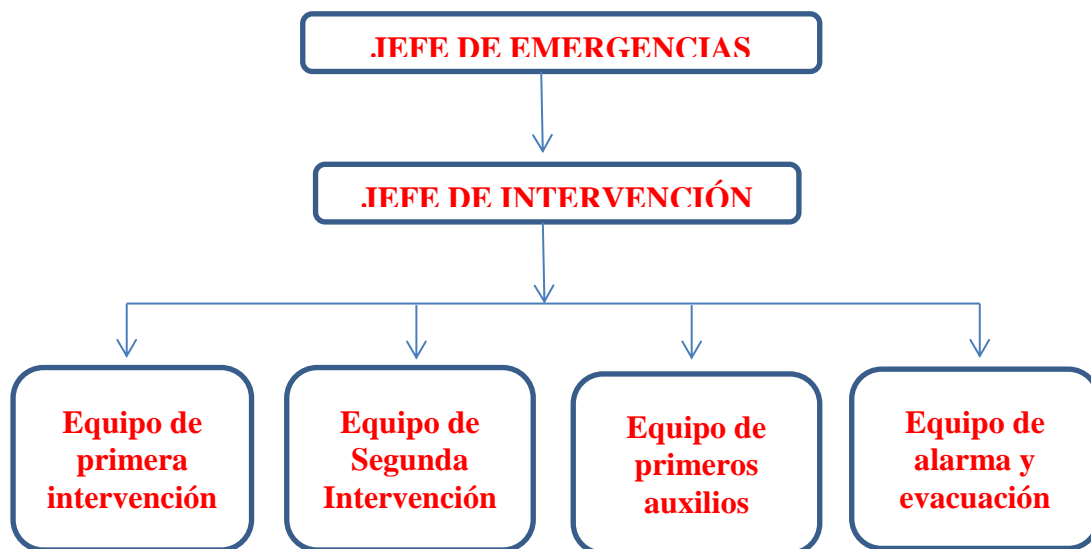 JEFE DE EMERGENCIAS
JEFE DE INTERVENCIÓN
Equipo de
primera
intervención
Equipo de
Segunda
Intervención
Equipo de
primeros
auxilios
Equipo de
alarma y
evacuación